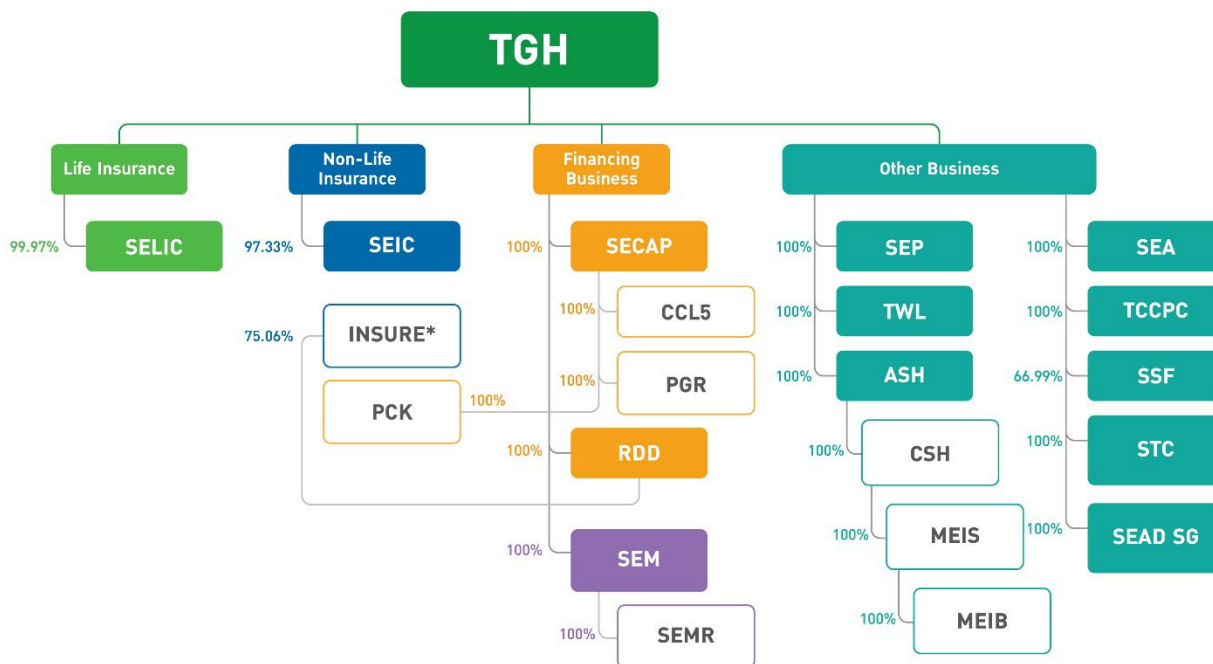 TGH
Life Insurance
Non-Life
Insurance
Financing
Business
Other Business
99.97%
SELIC
97.33%
SEIC
75.06%
INSURE*
PCK
100%
100%
SECAP
100%
CCL5
100%
PGR
100%
RDD
100%
SEM
SEMR
100%
100%
SEP
100%
TWL
100%
ASH
100%
CSH
100%
MEIS
100%
MEIB
100%
SEA
100%
TCCPC
66.99%
SSF
100%
STC
100%
SEAD SG